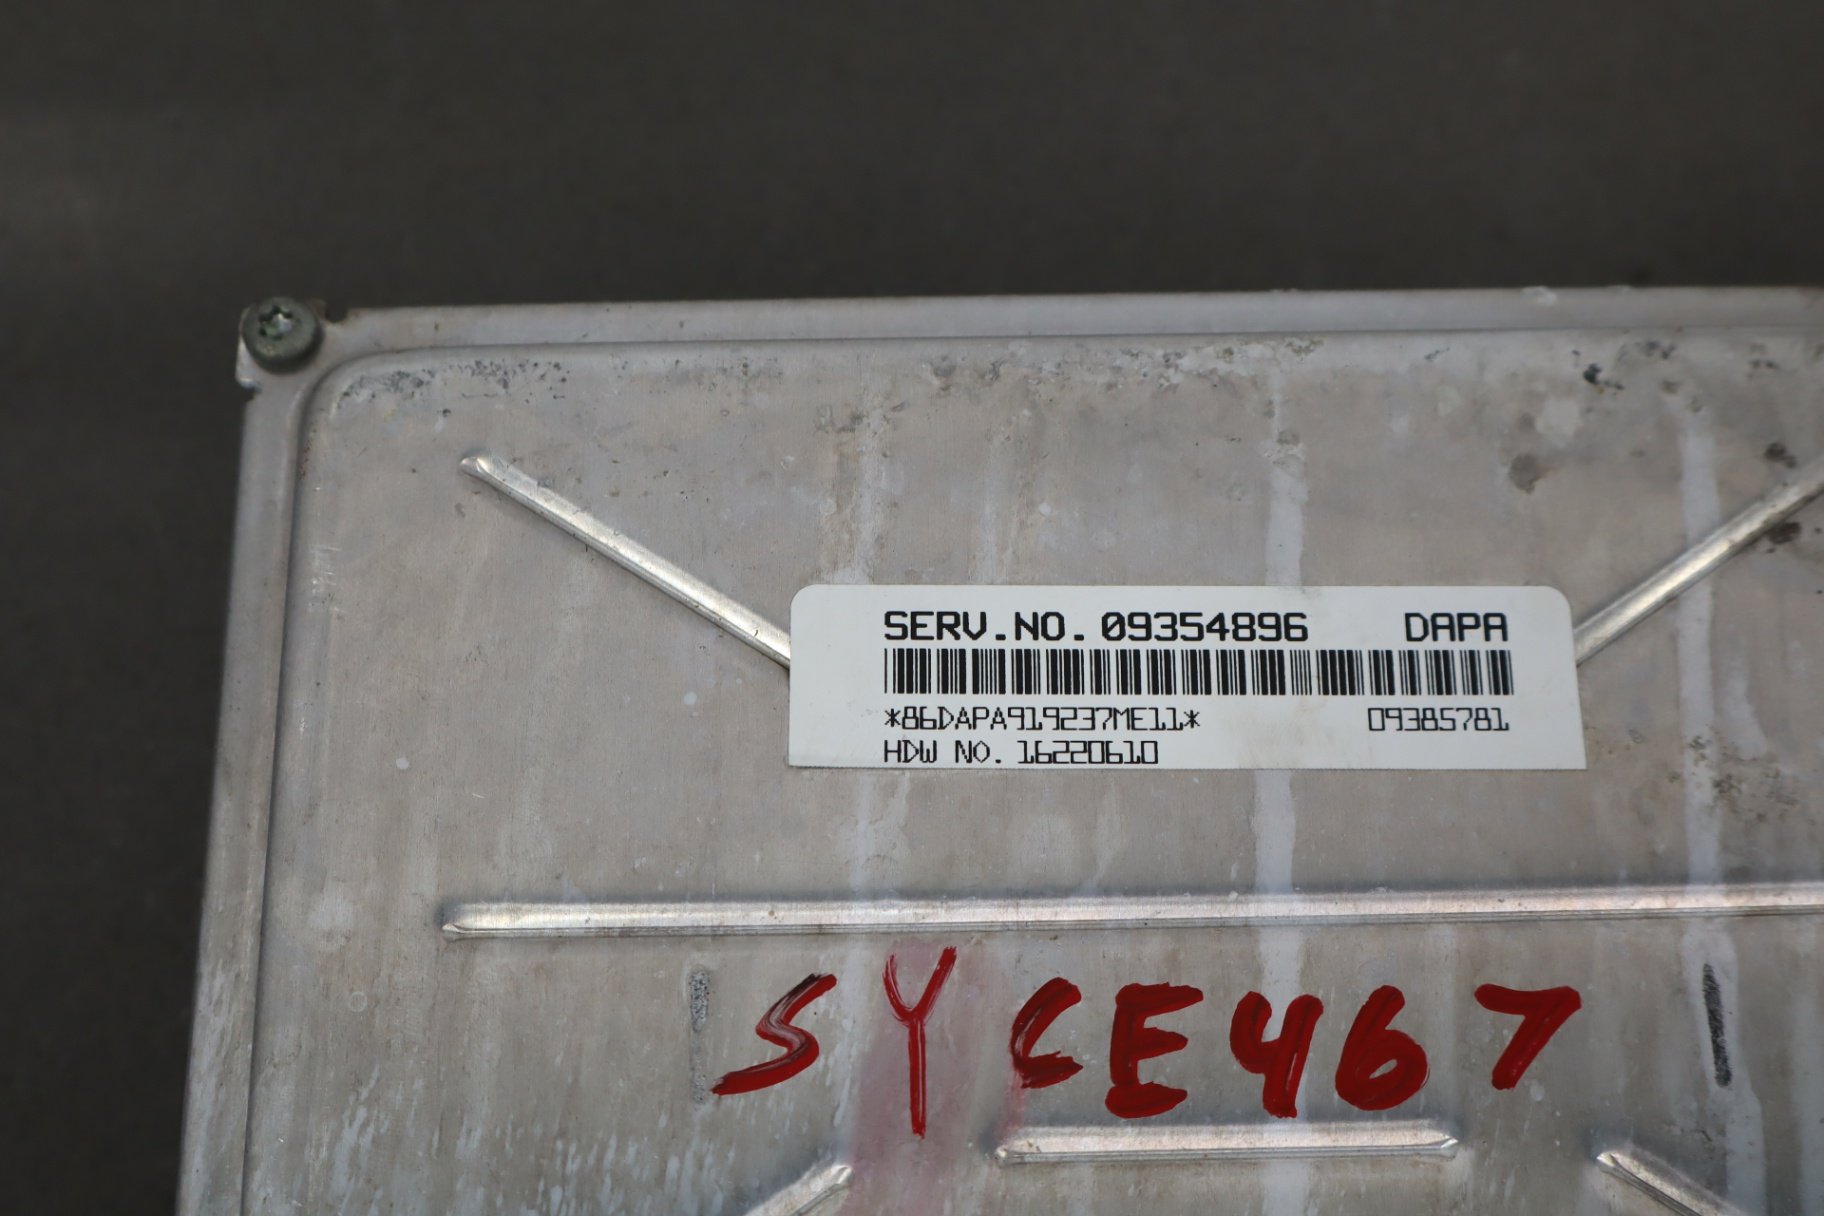 SERV.NO. 09354896 DAPA
*86DAPA919237ME11* 09385781
HDW NO. 16220610
SYCE467